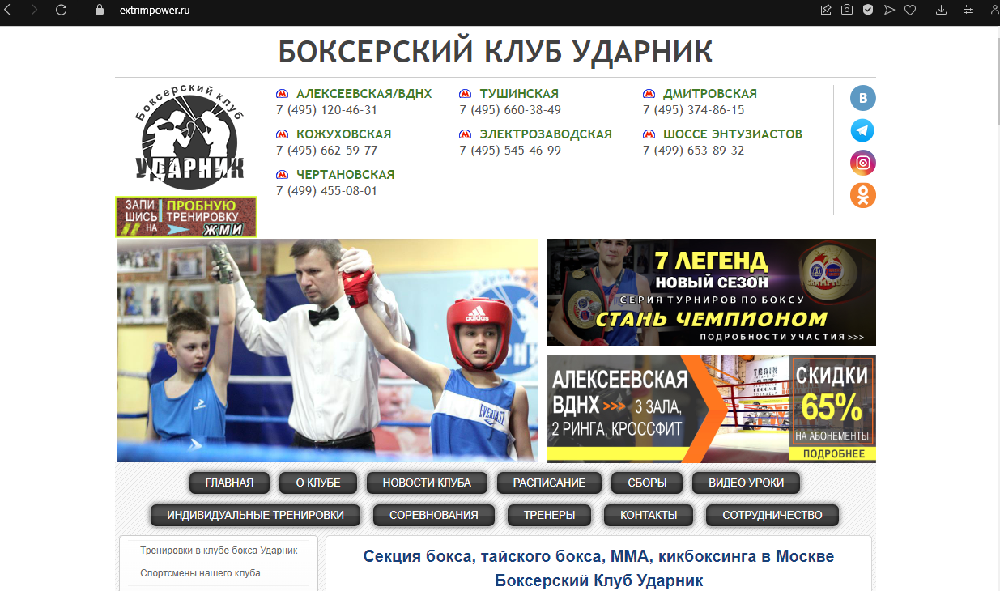 extrimpower.ru
БОКСЕРСКИЙ КЛУБ УДАРНИК
Боксерский клуб
УДАРНИК
АЛЕКСЕЕВСКАЯ/ВДНХ
7 (495) 120-46-31
ТУШИНСКАЯ
7 (495) 660-38-49
ДМИТРОВСКАЯ
7 (495) 374-86-15
КОЖУХОВСКАЯ
7 (495) 662-59-77
ЭЛЕКТРОЗАВОДСКАЯ
7 (495) 545-46-99
ШОССЕ ЭНТУЗИАСТОВ
7 (499) 653-89-32
ЧЕРТАНОВСКАЯ
7 (499) 455-08-01
ЗАПИ
ШИСЬ
НА
ПРОБНУЮ
ТРЕНИРОВКУ
ЖМИ
adidas
EVERLAST
7 ЛЕГЕНД
НОВЫЙ СЕЗОН
СЕРИЯ ТУРНИРОВ ПО БОКСУ
СТАНЬ ЧЕМПИОНОМ
ПОДРОБНОСТИ УЧАСТИЯ >>>
АЛЕКСЕЕВСКАЯ
ВДНХ >>> 3 ЗАЛА,
2 РИНГА, КРОССФИТ
TRAIN
СКИДКИ
65%
НА АБОНЕМЕНТЫ
ПОДРОБНЕЕ
ГЛАВНАЯ
О КЛУБЕ
НОВОСТИ КЛУБА
РАСПИСАНИЕ
СБОРЫ
ВИДЕО УРОКИ
ИНДИВИДУАЛЬНЫЕ ТРЕНИРОВКИ
СОРЕВНОВАНИЯ
ТРЕНЕРЫ
КОНТАКТЫ
СОТРУДНИЧЕСТВО
Тренировки в клубе бокса Ударник
Спортсмены нашего клуба
Секция бокса, тайского бокса, ММА, кикбоксинга в Москве
Боксерский Клуб Ударник